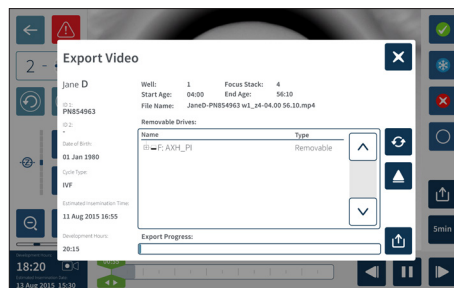 Export Video
2 -
Jane D
Well: 1 Focus Stack: 4
Start Age: 04:00 End Age: 56:10
File Name: JaneD-PN854963 w1_z4-04.00 56.10.mp4
ID 1:
PN854963
ID 2:
-
Removable Drives:
Name Type
F: AXH_PI Removable
Date of Birth:
01 Jan 1980
Cycle Type:
IVF
Estimated Insemination Time:
11 Aug 2015 16:55
Development Hours:
20:15
Export Progress:
5min
Development Hours:
18:20
13 Aug 2015 15:30